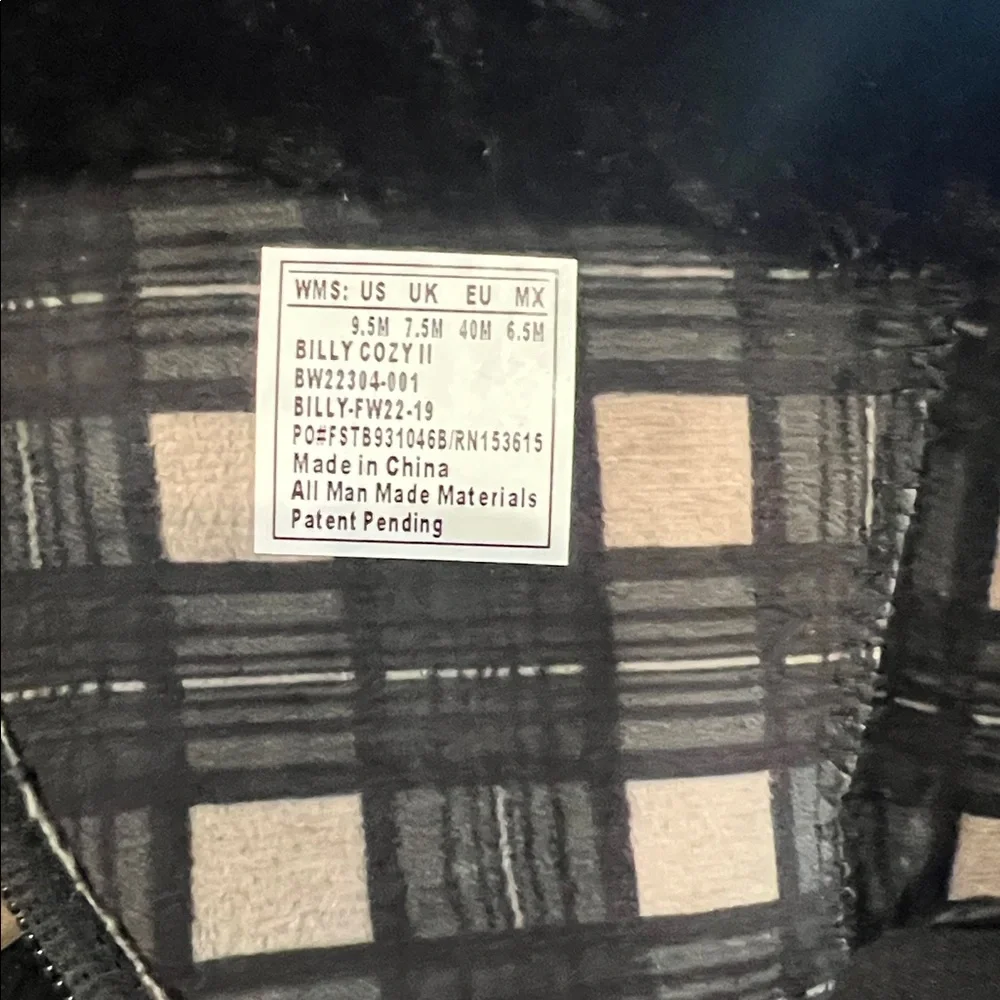 WMS: US UK EU MX
9.5M 7.5M 40M 6.5M
BILLY COZY II
BW22304-001
BILLY-FW22-19
PO#FSTB931046B/RN153615
Made in China
All Man Made Materials
Patent Pending